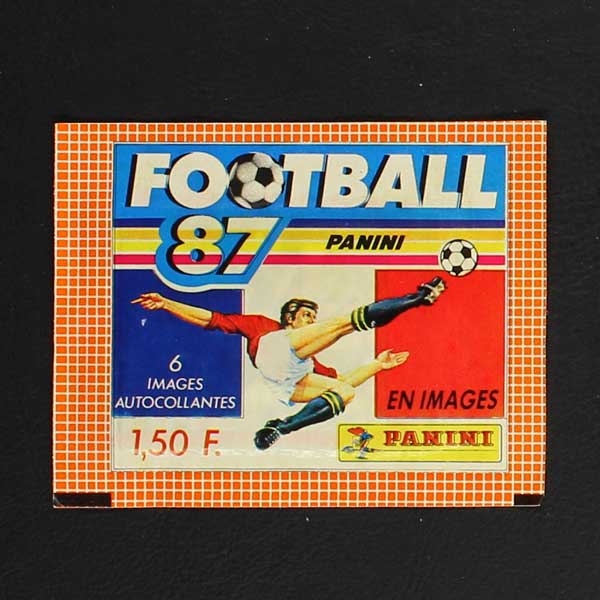 FOOTBALL
87 PANINI
6
IMAGES
AUTOCOLLANTES
EN IMAGES
1,50 F.
PANINI